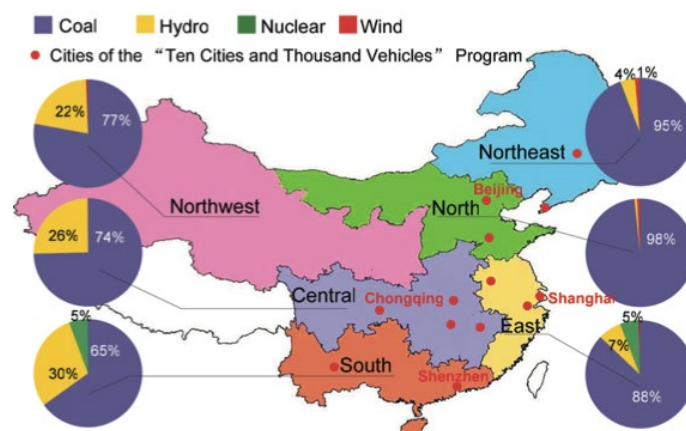 Coal Hydro Nuclear Wind
Cities of the “Ten Cities and Thousand Vehicles” Program
22% 77%
4% 1%
95%
Northeast
Beijing
Northwest
North
26% 74%
98%
Central
Chongqing
Shanghai
East
5%
65%
30%
South
Shenzhen
5%
7%
88%